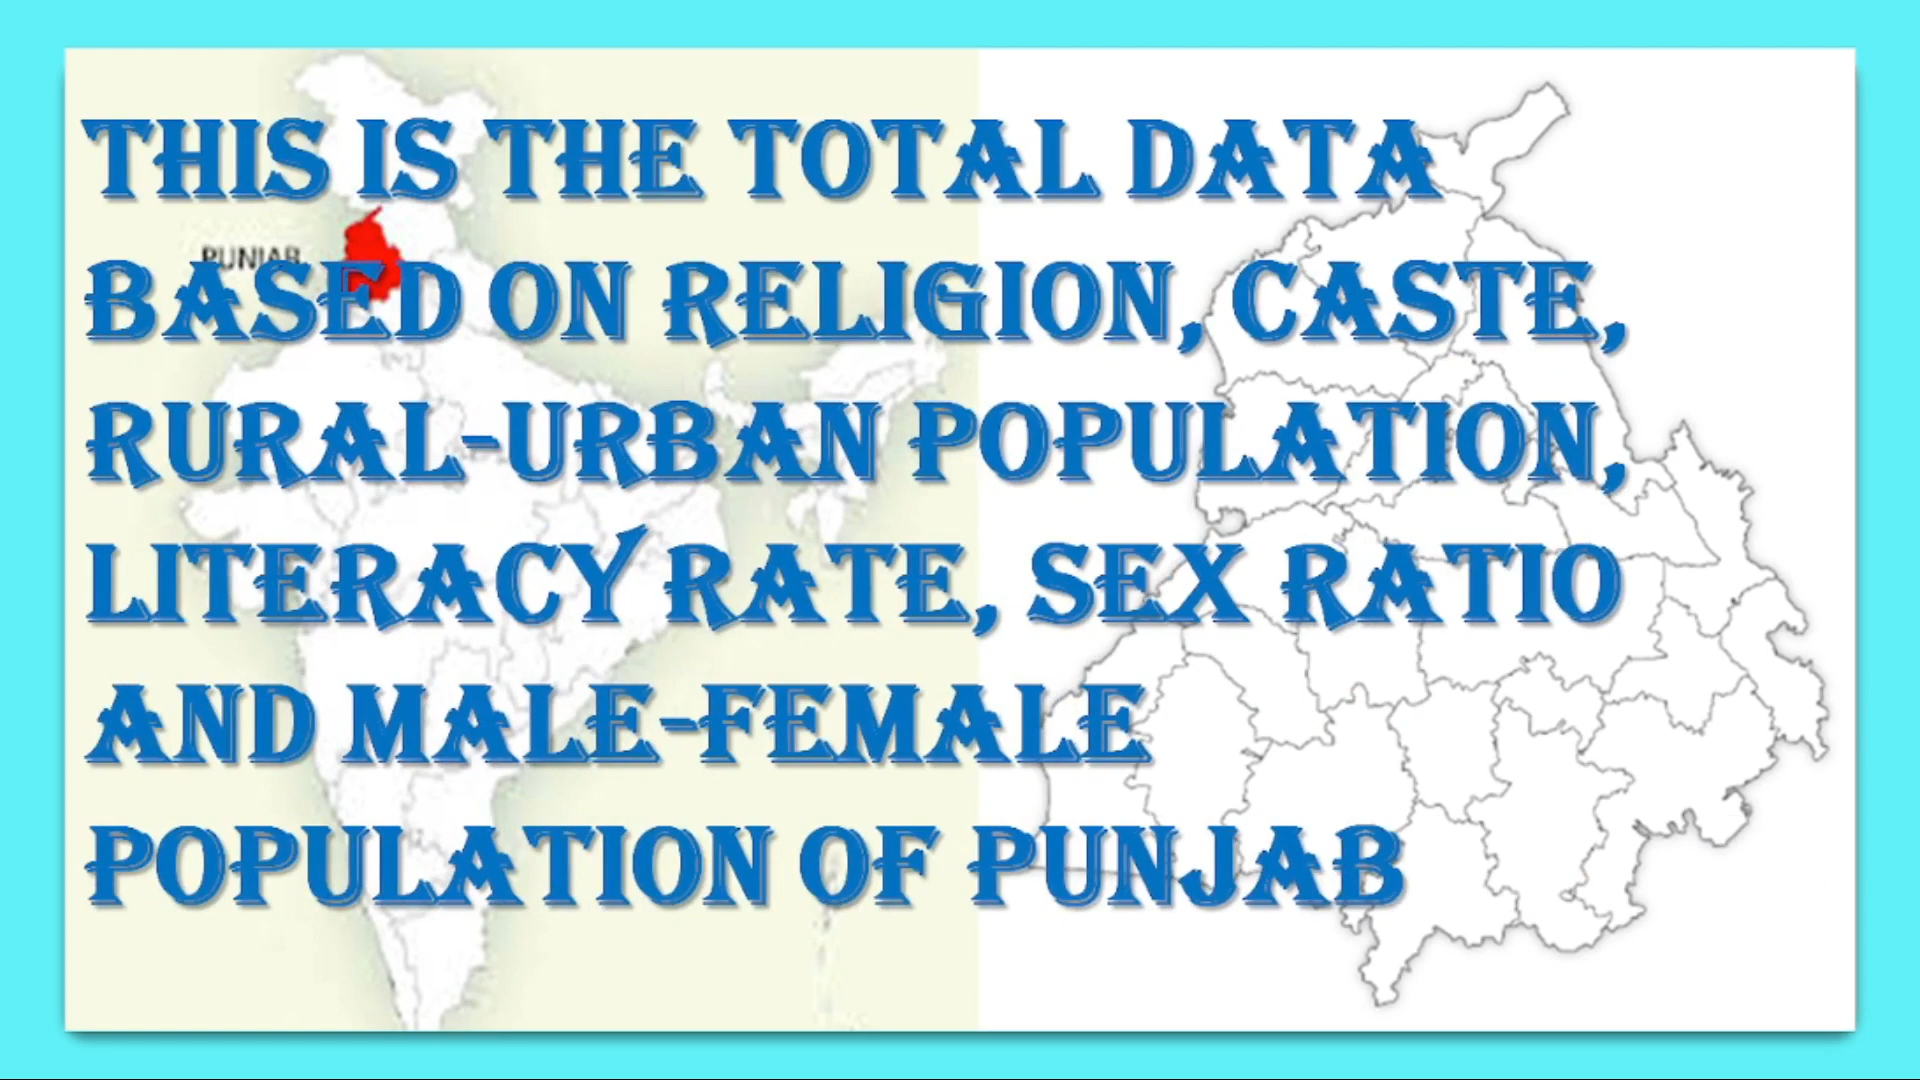 THIS IS THE TOTAL DATA
PUNJAB
BASED ON RELIGION, CASTE,
RURAL-URBAN POPULATION,
LITERACY RATE, SEX RATIO
AND MALE-FEMALE
POPULATION OF PUNJAB